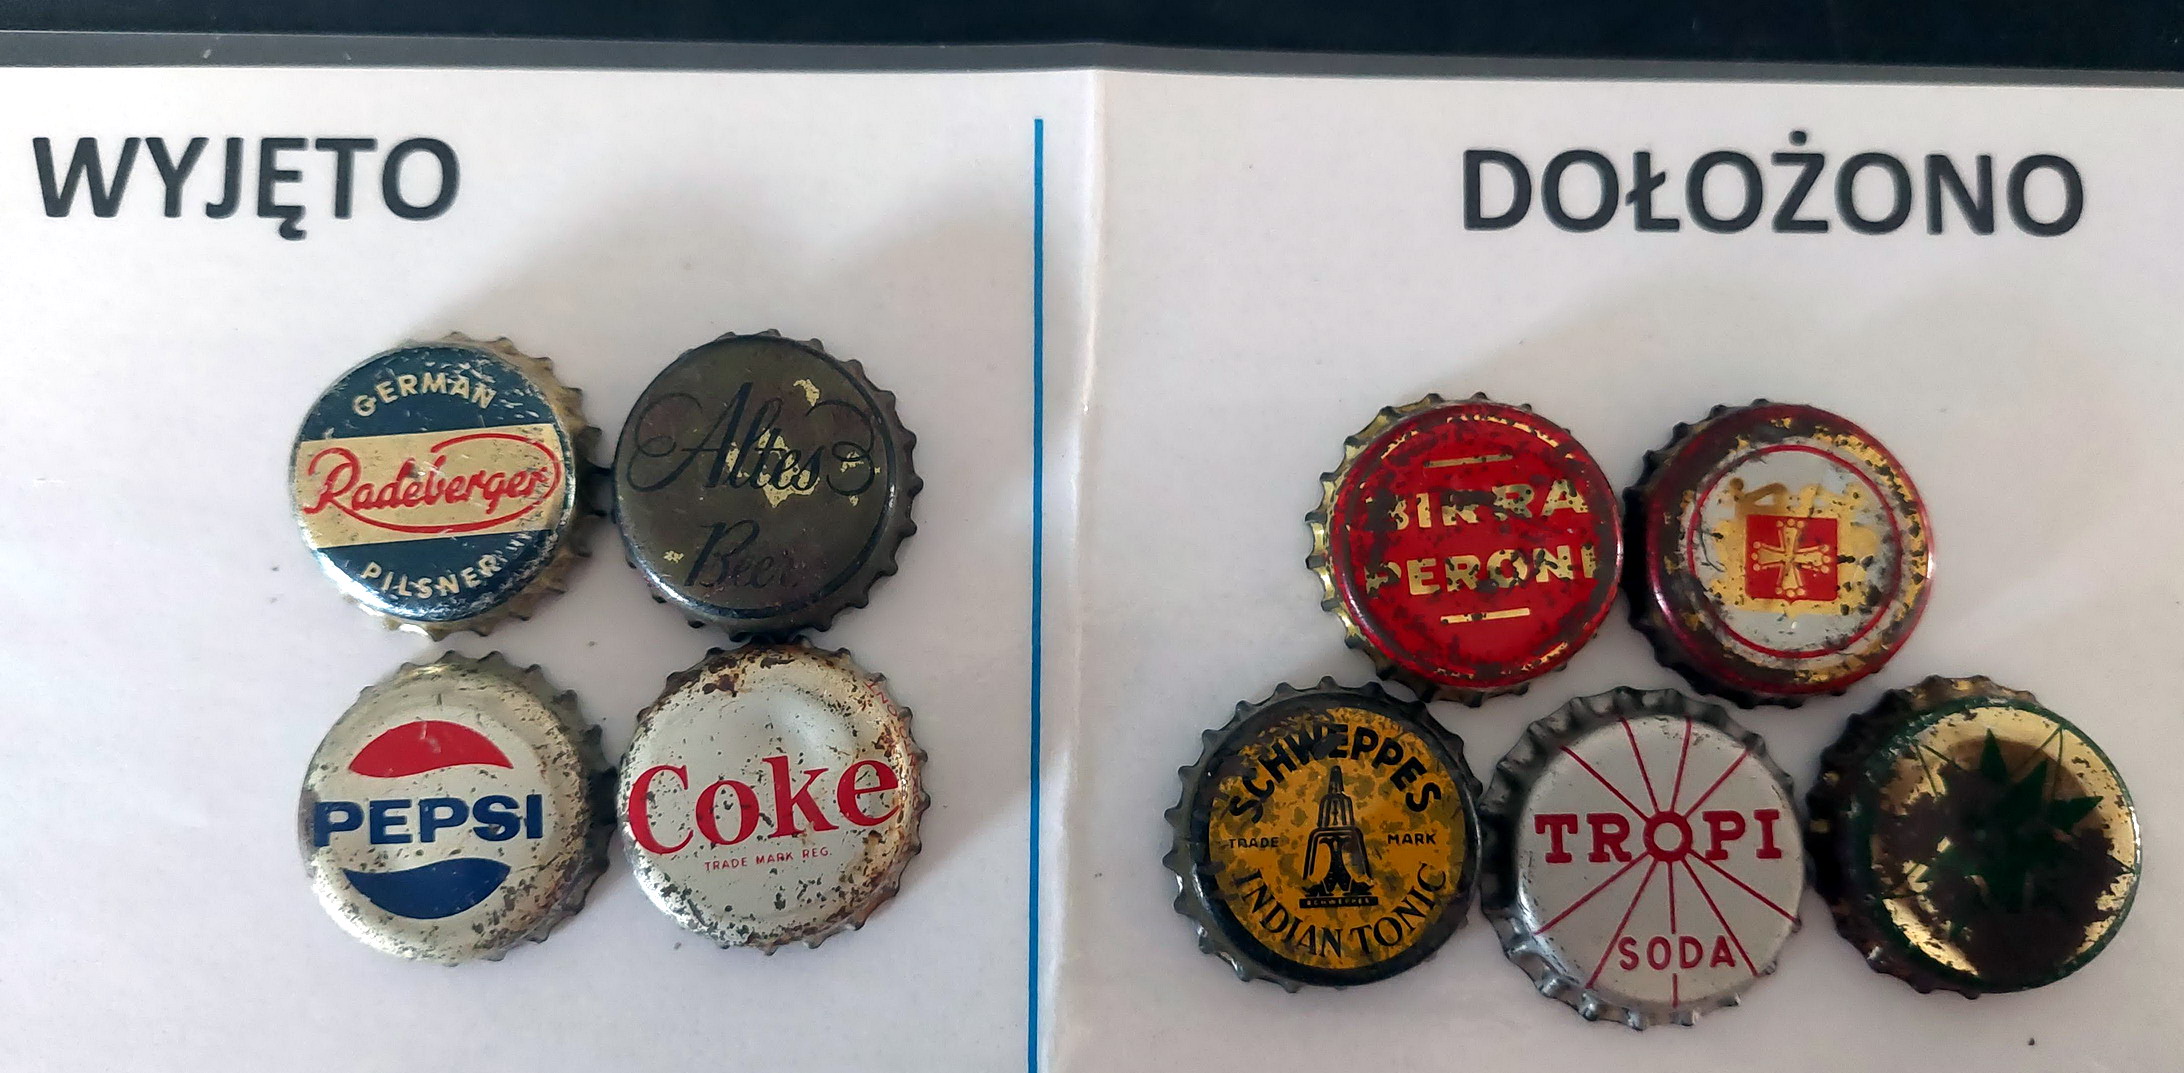 WYJĘTO
DOŁOŻONO
GERMAN
Radeberger
PILSNER
Altes
Beer
PEPSI
Coke
TRADE MARK REG.
BIRRA
PERONI
SCHWEPPES
TRADE MARK
SCHWEPPES
INDIAN TONIC
TROPI
SODA